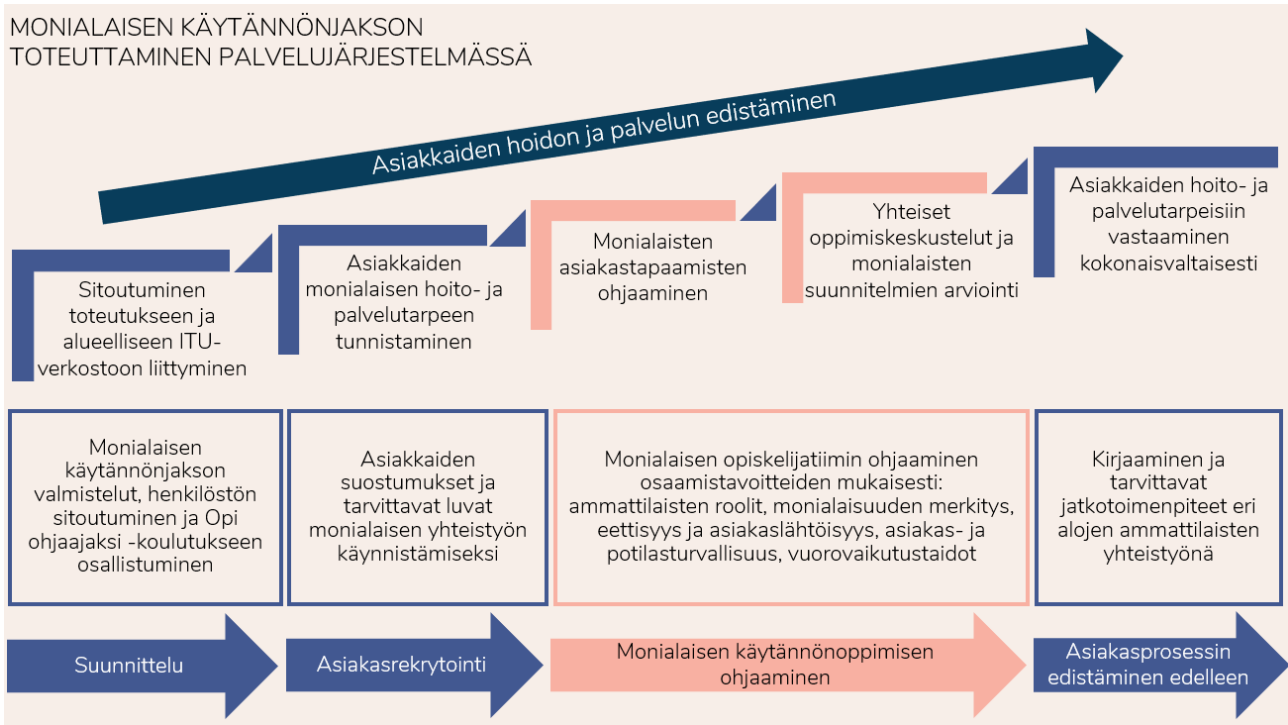 MONIALAISEN KÄYTÄNNÖNJAKSON
TOTEUTTAMINEN PALVELUJÄRJESTELMÄSSÄ
Asiakkaiden hoidon ja palvelun edistäminen
Sitoutuminen
toteutukseen ja
alueelliseen ITU-
verkostoon liittyminen
Asiakkaiden
monialaisen hoito- ja
palvelutarpeen
tunnistaminen
Monialaisten
asiakastapaamisten
ohjaaminen
Yhteiset
oppimiskeskustelut ja
monialaisten
suunnitelmien arviointi
Asiakkaiden hoito- ja
palvelutarpeisiin
vastaaminen
kokonaisvaltaisesti
Monialaisen
käytännönjakson
valmistelut, henkilöstön
sitoutuminen ja Opi
ohjaajaksi -koulutukseen
osallistuminen
Asiakkaiden
suostumukset ja
tarvittavat luvat
monialaisen yhteistyön
käynnistämiseksi
Monialaisen opiskelijatiimin ohjaaminen
osaamistavoitteiden mukaisesti:
ammattilaisten roolit, monialaisuuden merkitys,
eettisyys ja asiakaslähtöisyys, asiakas- ja
potilasturvallisuus, vuorovaikutustaidot
Kirjaaminen ja
tarvittavat
jatkotoimenpiteet eri
alojen ammattilaisten
yhteistyönä
Suunnittelu
Asiakasrekrytointi
Monialaisen käytännönoppimisen
ohjaaminen
Asiakasprosessin
edistäminen edelleen